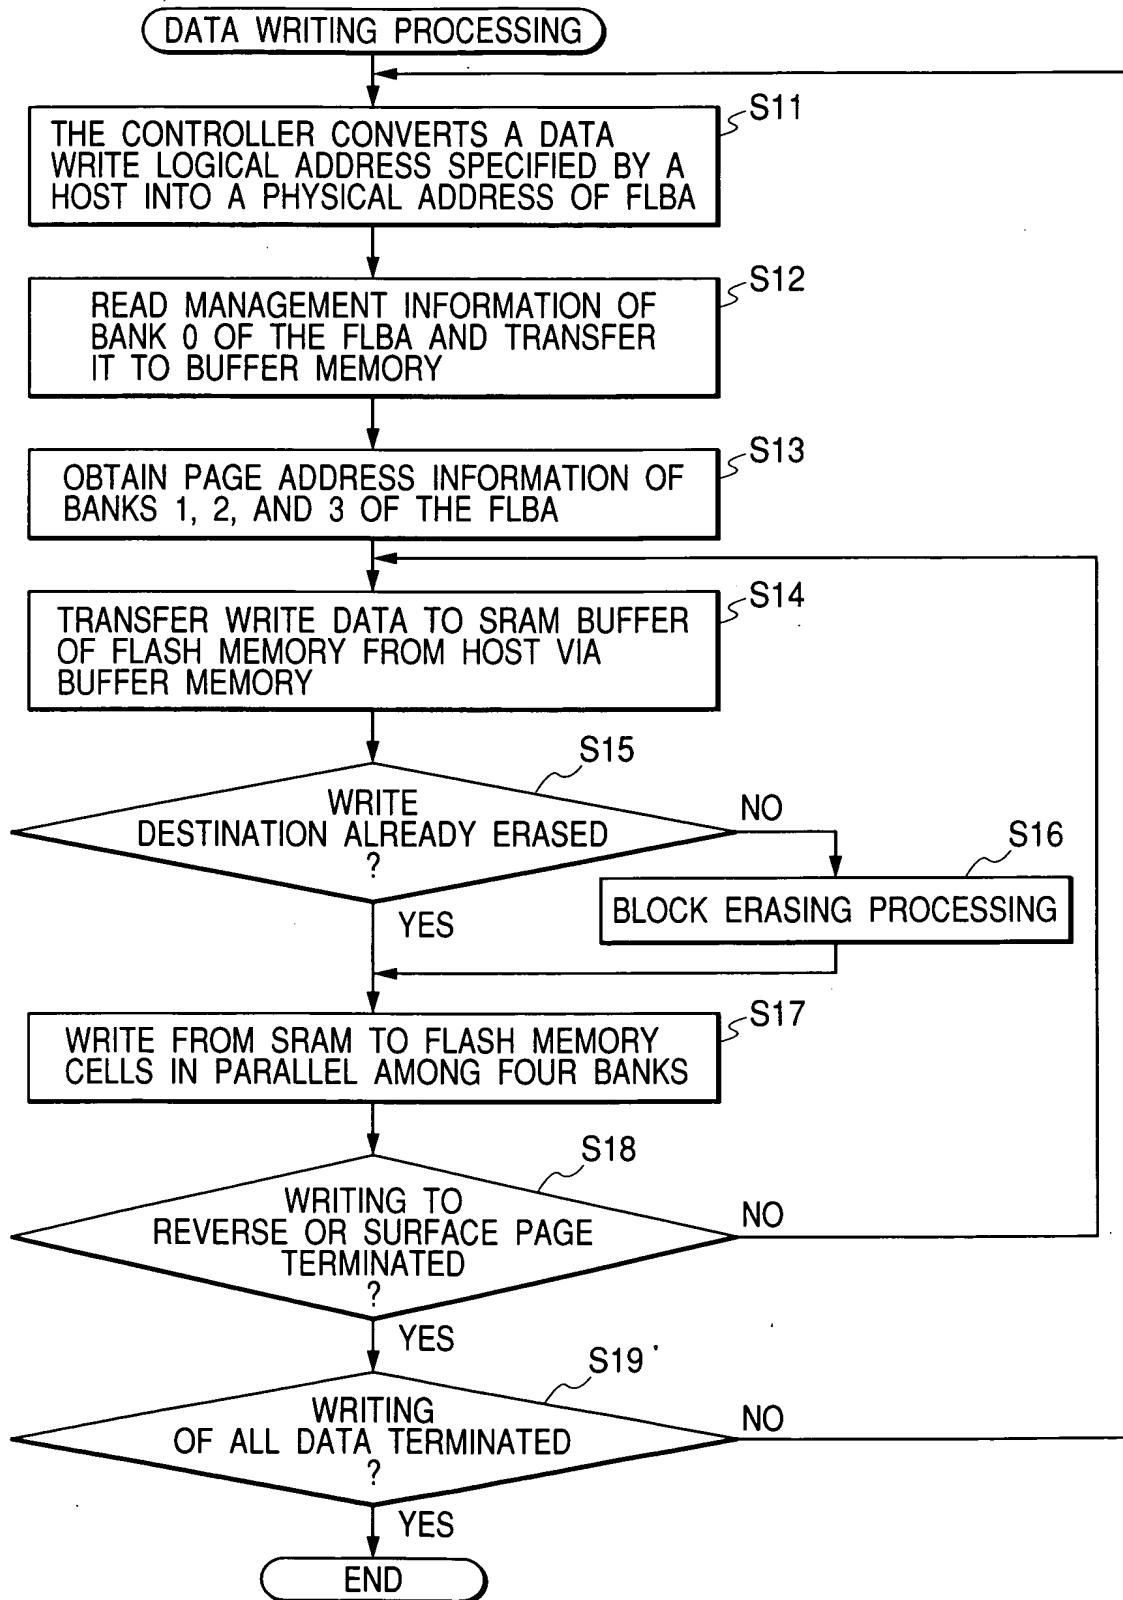 DATA WRITING PROCESSING
S11
THE CONTROLLER CONVERTS A DATA
WRITE LOGICAL ADDRESS SPECIFIED BY A
HOST INTO A PHYSICAL ADDRESS OF FLBA
S12
READ MANAGEMENT INFORMATION OF
BANK 0 OF THE FLBA AND TRANSFER
IT TO BUFFER MEMORY
S13
OBTAIN PAGE ADDRESS INFORMATION OF
BANKS 1, 2, AND 3 OF THE FLBA
S14
TRANSFER WRITE DATA TO SRAM BUFFER
OF FLASH MEMORY FROM HOST VIA
BUFFER MEMORY
S15
WRITE
DESTINATION ALREADY ERASED
?
NO
YES
S16
BLOCK ERASING PROCESSING
S17
WRITE FROM SRAM TO FLASH MEMORY
CELLS IN PARALLEL AMONG FOUR BANKS
S18
WRITING TO
REVERSE OR SURFACE PAGE
TERMINATED
?
NO
YES
S19
WRITING
OF ALL DATA TERMINATED
?
NO
YES
END